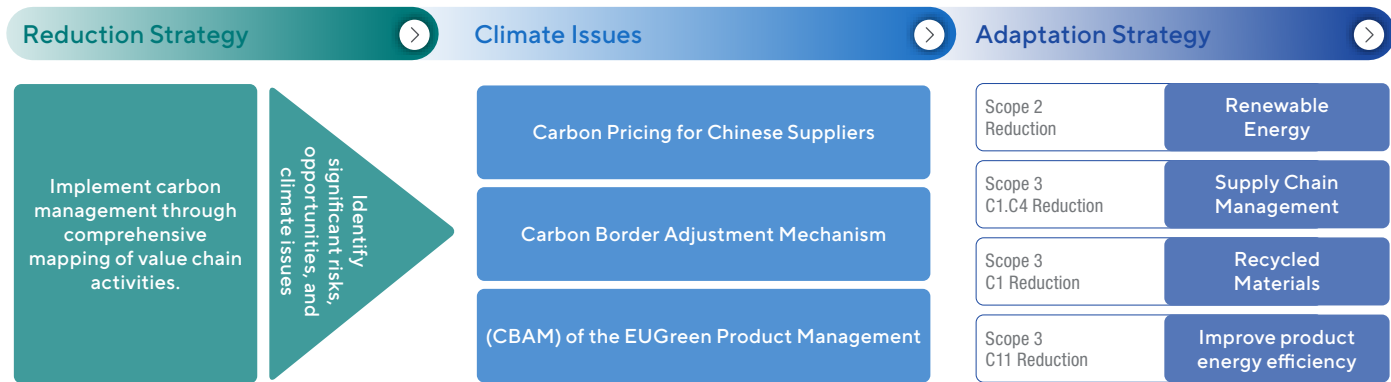 Reduction Strategy
Climate Issues
Adaptation Strategy
Implement carbon
management through
comprehensive
mapping of value chain
activities.
Identify
significant risks,
opportunities, and
climate issues
Carbon Pricing for Chinese Suppliers
Carbon Border Adjustment Mechanism
(CBAM) of the EUGreen Product Management
Scope 2
Reduction
Renewable
Energy
Scope 3
C1.C4 Reduction
Supply Chain
Management
Scope 3
C1 Reduction
Recycled
Materials
Scope 3
C11 Reduction
Improve product
energy efficiency